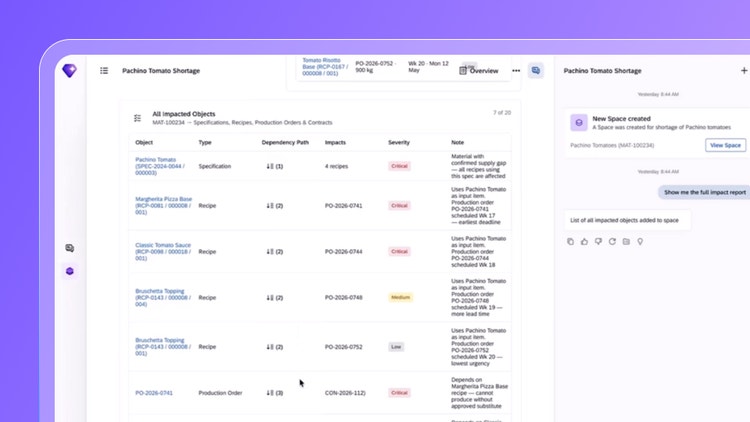 Pachino Tomato Shortage
Tomato Risotto
Base (RCP-0167 /
000008 / 001)
PO-2026-0752 ·
900 kg
Wk 20 · Mon 12
May
Overview
All Impacted Objects
7 of 20
MAT-100234 — Specifications, Recipes, Production Orders & Contracts
Object Type Dependency Path Impacts Severity Note
Pachino Tomato
(SPEC-2024-0044 /
000003)
Specification
(1)
4 recipes
Critical
Material with
confirmed supply gap
— all recipes using
this spec are affected
Margherita Pizza Base
(RCP-0081 / 000008 /
001)
Recipe
(2)
PO-2026-0741
Critical
Uses Pachino Tomato
as input item.
Production order
PO-2026-0741
scheduled Wk 17
— earliest deadline
Classic Tomato Sauce
(RCP-0096 / 000018 /
001)
Recipe
(2)
PO-2026-0744
Critical
Uses Pachino Tomato
as input item.
Production order
PO-2026-0744
scheduled Wk 18
Bruschetta Topping
(RCP-0143 / 000008 /
004)
Recipe
(2)
PO-2026-0748
Medium
Uses Pachino Tomato
as input item.
Production order
PO-2026-0748
scheduled Wk 19 —
more lead time
Bruschetta Topping
(RCP-0143 / 000008 /
001)
Recipe
(2)
PO-2026-0752
Low
Uses Pachino Tomato
as input item.
Production order
PO-2026-0752
scheduled Wk 20 —
lowest urgency
PO-2026-0741
Production Order
(3)
CON-2026-112)
Critical
Depends on
Margherita Pizza Base
recipe — cannot
produce without
approved substitute
Pachino Tomato Shortage
Yesterday 8:44 AM
New Space created
A Space was created for shortage of Pachino tomatoes
Pachino Tomatoes (MAT-100234)
View Space
Yesterday 8:44 AM
Show me the full impact report
List of all impacted objects added to space